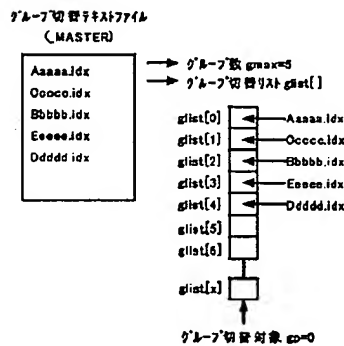 グループ切替テキストファイル
(_MASTER)
Aaaaa.idx
Occcc.idx
Bbbbb.idx
Eeeee.idx
Ddddd.idx
グループ数 gmax=5
グループ切替リスト glist[]
glist[0] Aaaaa.idx
glist[1] Occcc.idx
glist[2] Bbbbb.idx
glist[3] Eeeee.idx
glist[4] Ddddd.idx
glist[5]
glist[6]
glist[x]
グループ切替対象 gp=0